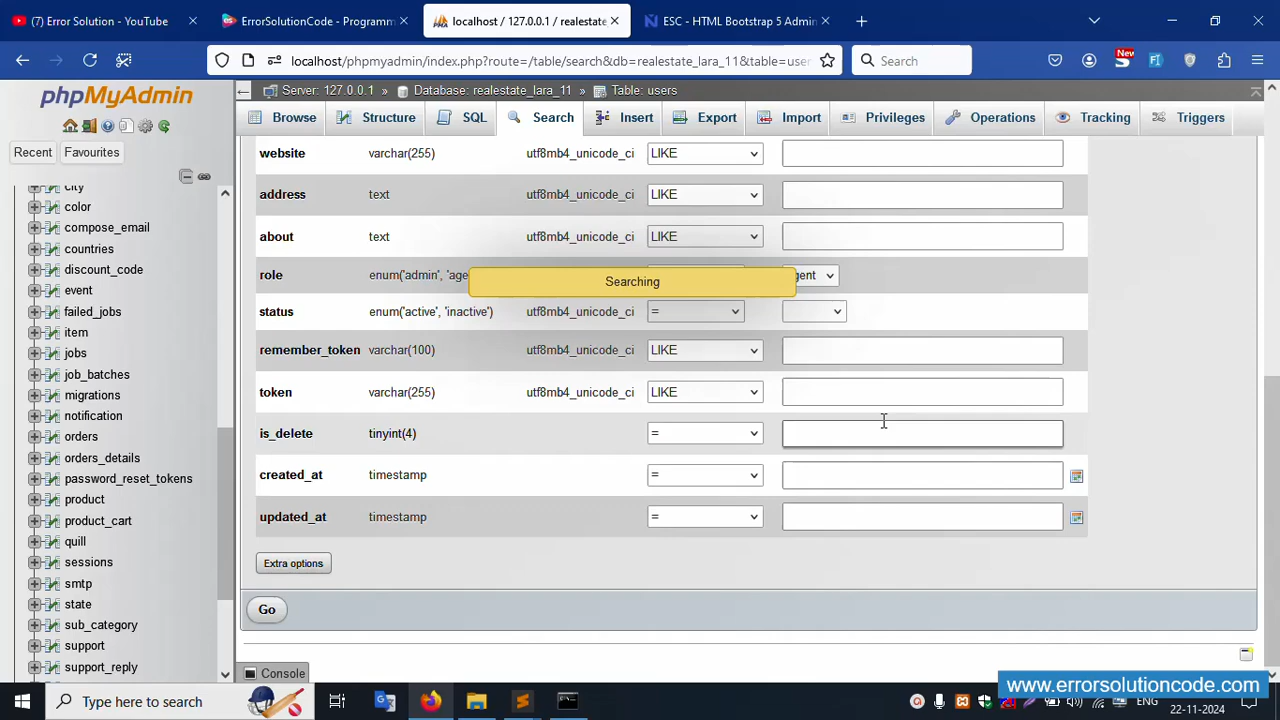 Error Solution - YouTube
ErrorSolutionCode - Programm
localhost / 127.0.0.1 / realestate
ESC - HTML Bootstrap 5 Admin
localhost/phpmyadmin/index.php?route=/table/search&db=realestate_lara_11&table=user
Search
New
phpMyAdmin
Server: 127.0.0.1 » Database: realestate_lara_11 » Table: users
Browse Structure SQL Search Insert Export Import Privileges Operations Tracking Triggers
Recent Favourites
city
color
compose_email
countries
discount_code
event
failed_jobs
item
jobs
job_batches
migrations
notification
orders
orders_details
password_reset_tokens
product
product_cart
quill
sessions
smtp
state
sub_category
support
support_reply
website varchar(255) utf8mb4_unicode_ci LIKE
address text utf8mb4_unicode_ci LIKE
about text utf8mb4_unicode_ci LIKE
role enum('admin', 'age gent
Searching
status enum('active', 'inactive') utf8mb4_unicode_ci =
remember_token varchar(100) utf8mb4_unicode_ci LIKE
token varchar(255) utf8mb4_unicode_ci LIKE
is_delete tinyint(4) =
created_at timestamp =
updated_at timestamp =
Extra options
Go
Console
www.errorsolutioncode.com/
Type here to search
ENG
22-11-2024